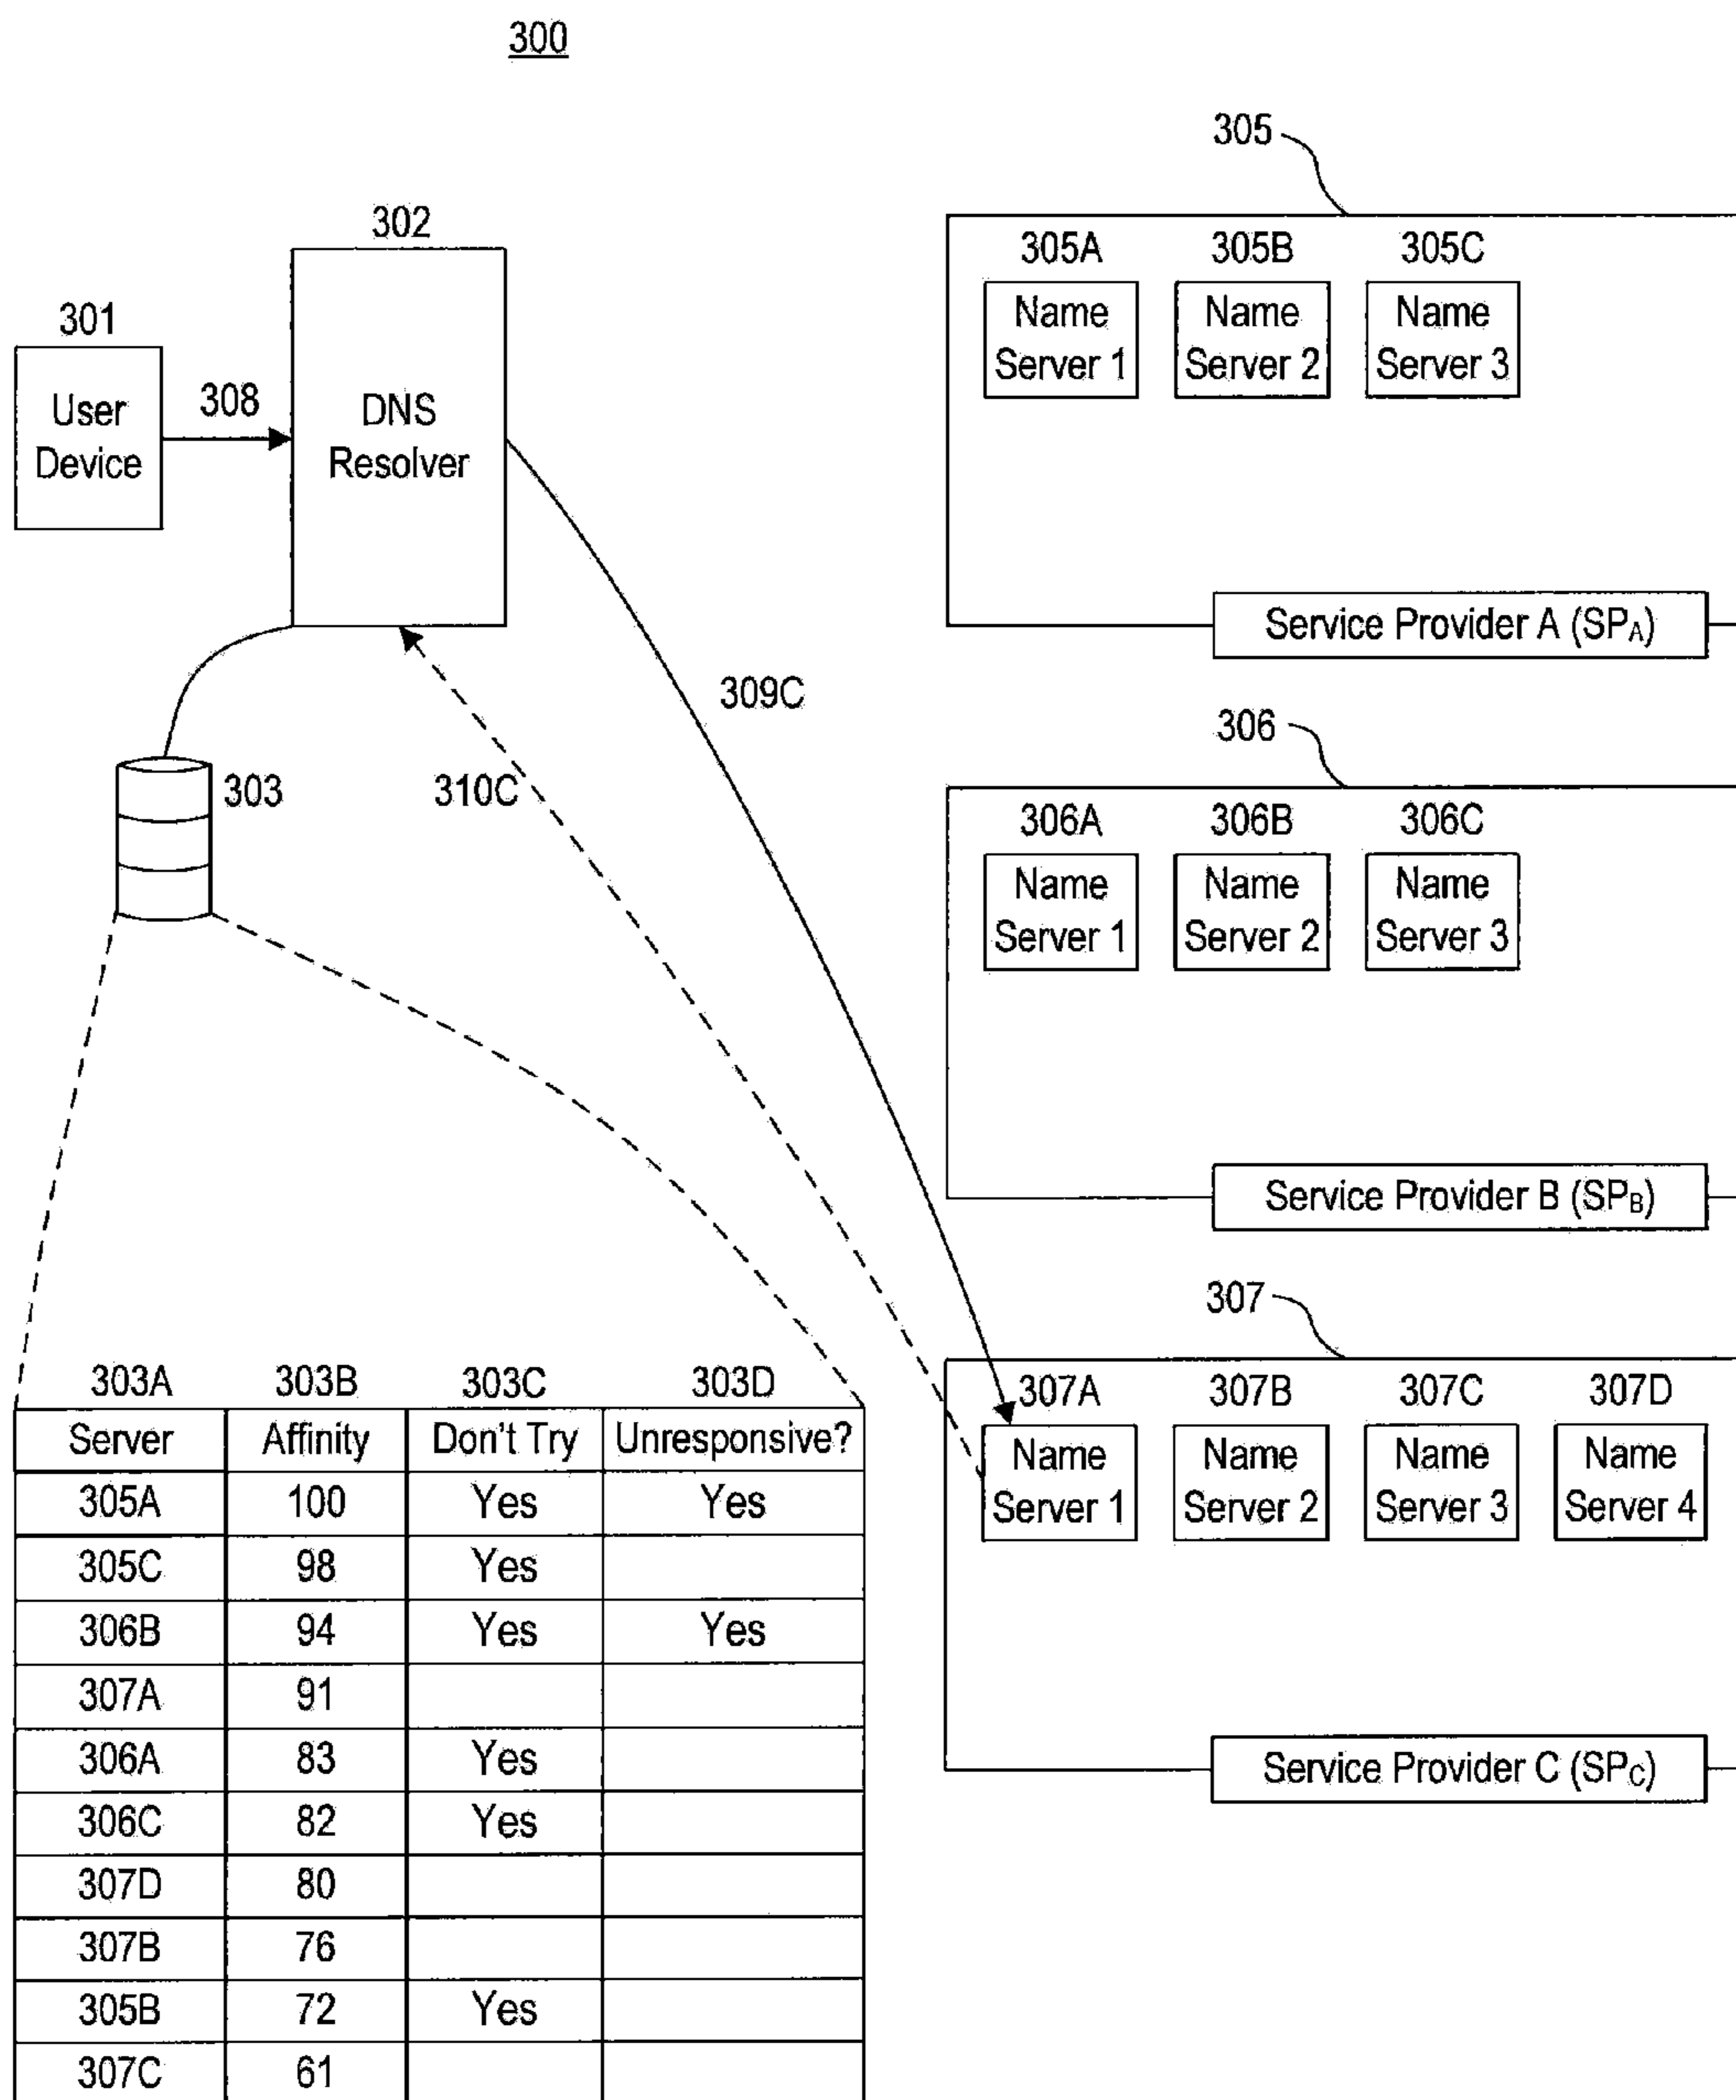 300
305
302
305A 305B 305C
Name Server 1
Name Server 2
Name Server 3
301
User Device
308
DNS Resolver
Service Provider A (SPA)
309C
306
303
310C
306A 306B 306C
Name Server 1
Name Server 2
Name Server 3
Service Provider B (SPB)
307
307A 307B 307C 307D
Name Server 1
Name Server 2
Name Server 3
Name Server 4
Service Provider C (SPC)
303A 303B 303C 303D
Server Affinity Don't Try Unresponsive?
305A 100 Yes Yes
305C 98 Yes
306B 94 Yes Yes
307A 91
306A 83 Yes
306C 82 Yes
307D 80
307B 76
305B 72 Yes
307C 61